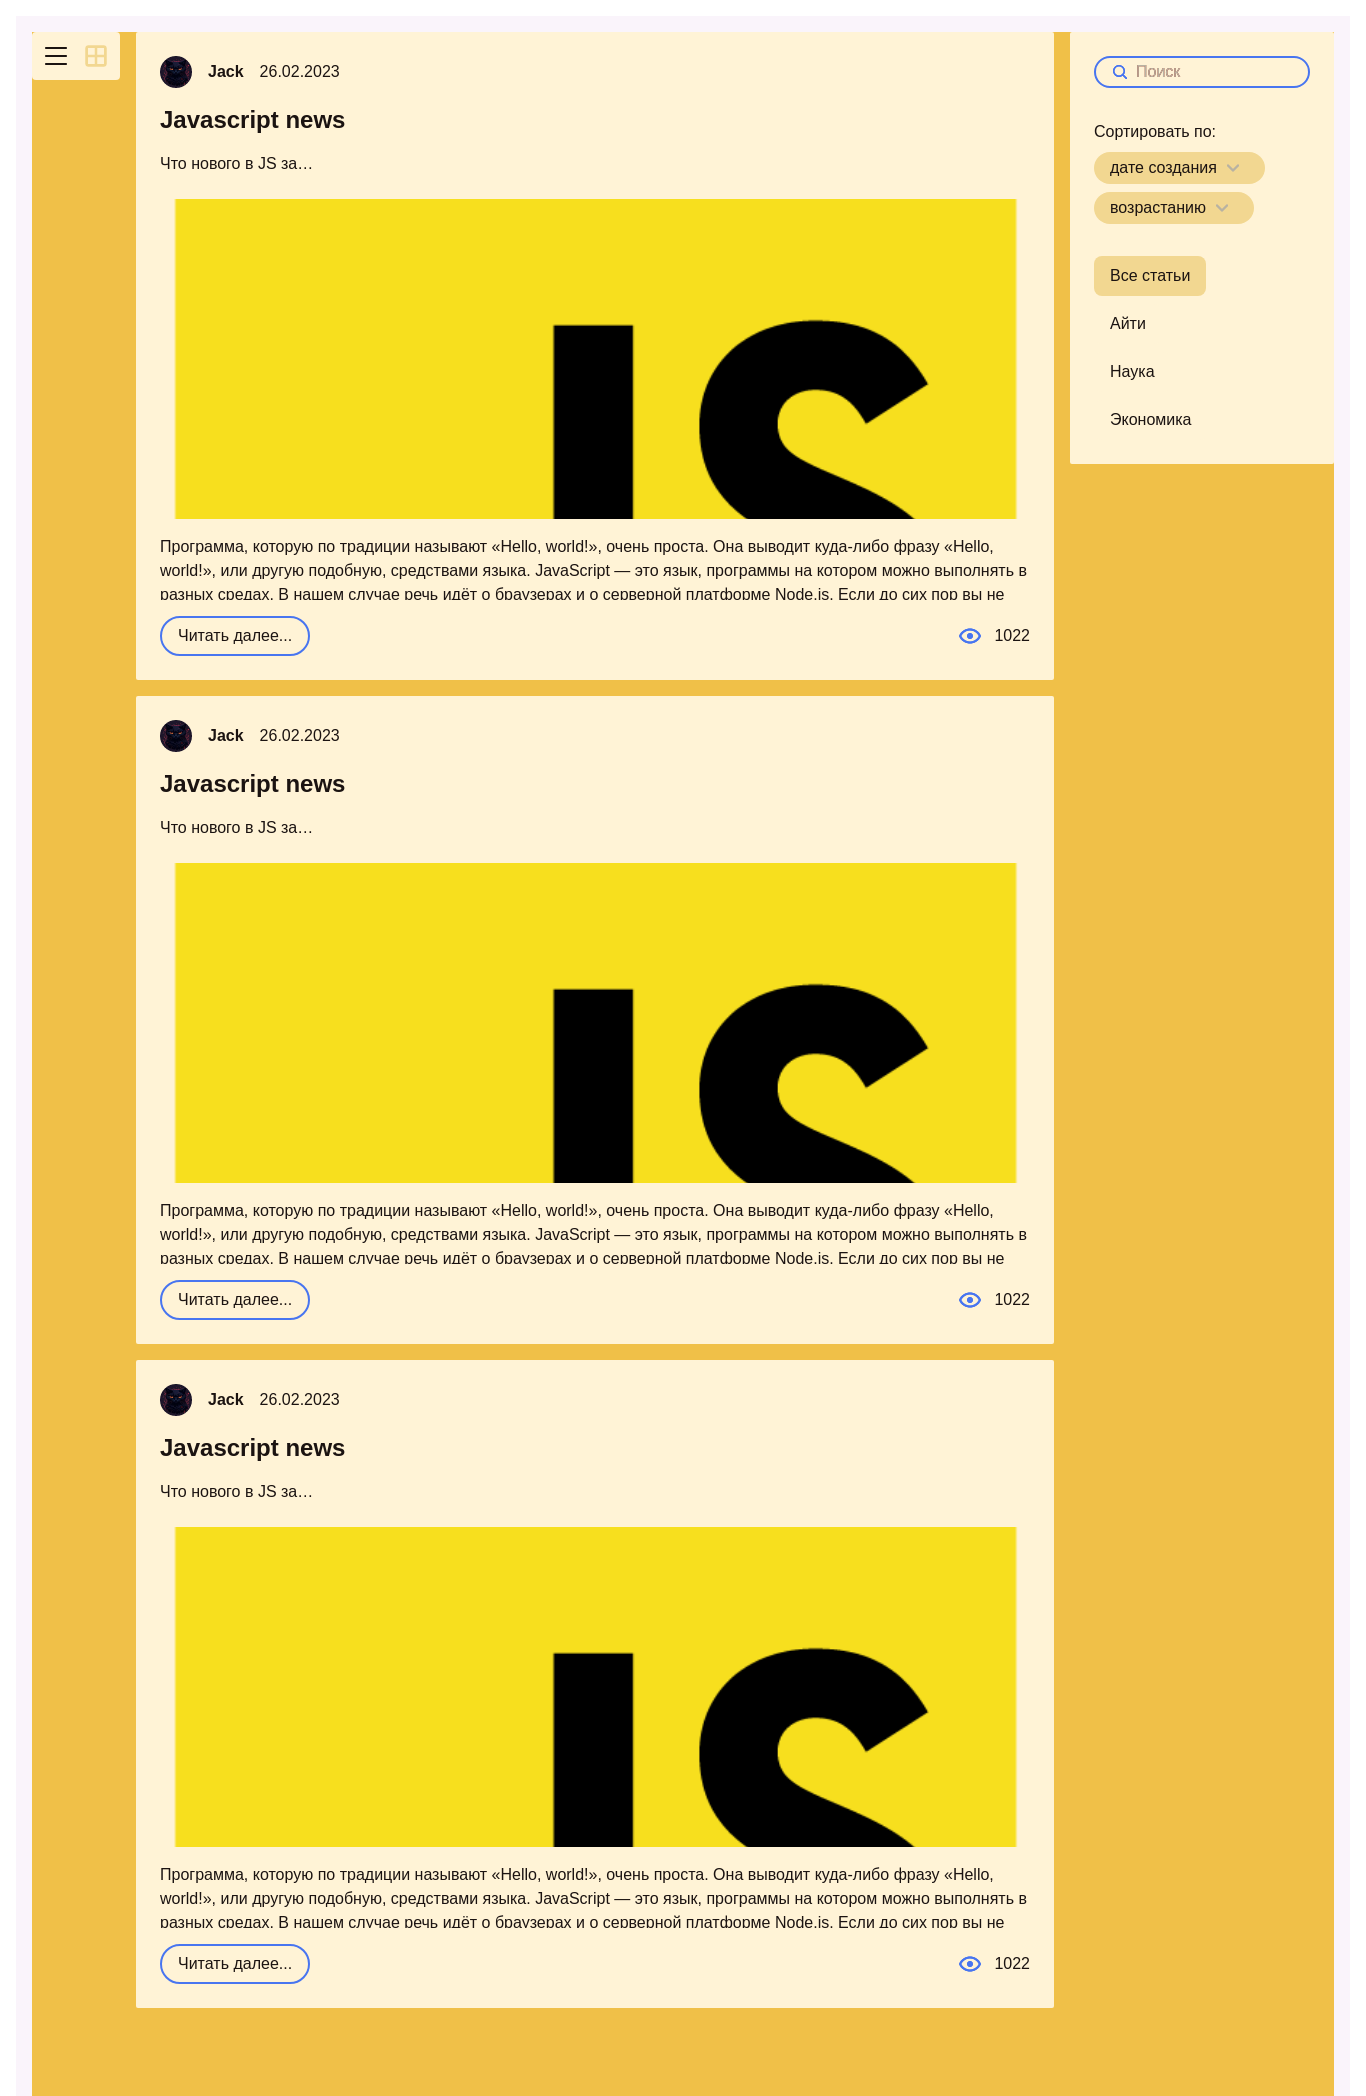 Jack 26.02.2023
Javascript news
Что нового в JS за…
JS
Программа, которую по традиции называют «Hello, world!», очень проста. Она выводит куда-либо фразу «Hello,
world!», или другую подобную, средствами языка. JavaScript — это язык, программы на котором можно выполнять в
разных средах. В нашем случае речь идёт о браузерах и о серверной платформе Node.js. Если до сих пор вы не
Читать далее...
1022
Jack 26.02.2023
Javascript news
Что нового в JS за…
JS
Программа, которую по традиции называют «Hello, world!», очень проста. Она выводит куда-либо фразу «Hello,
world!», или другую подобную, средствами языка. JavaScript — это язык, программы на котором можно выполнять в
разных средах. В нашем случае речь идёт о браузерах и о серверной платформе Node.js. Если до сих пор вы не
Читать далее...
1022
Jack 26.02.2023
Javascript news
Что нового в JS за…
JS
Программа, которую по традиции называют «Hello, world!», очень проста. Она выводит куда-либо фразу «Hello,
world!», или другую подобную, средствами языка. JavaScript — это язык, программы на котором можно выполнять в
разных средах. В нашем случае речь идёт о браузерах и о серверной платформе Node.js. Если до сих пор вы не
Читать далее...
1022
Поиск
Сортировать по:
дате создания
возрастанию
Все статьи
Айти
Наука
Экономика